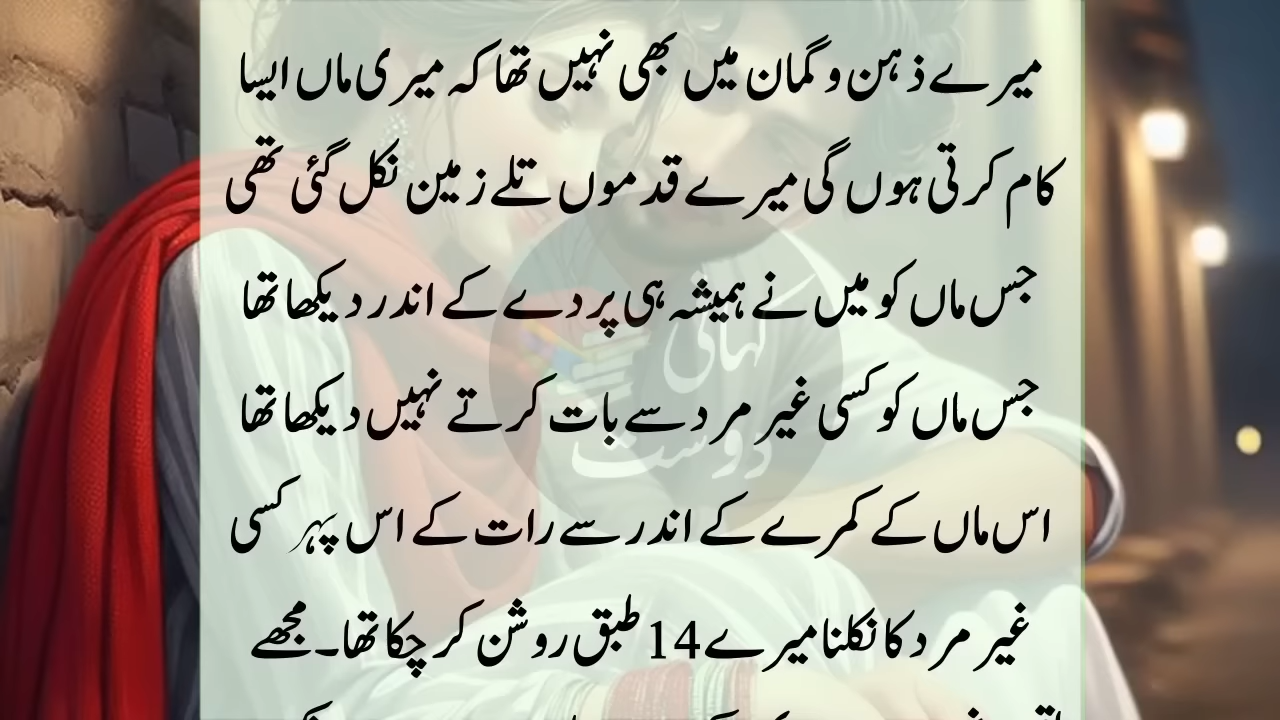 میرے ذہن و گمان میں بھی نہیں تھا کہ میری ماں ایسا
کام کرتی ہوں گی میرے قدموں تلے زمین نکل گئی تھی
جس ماں کو میں نے ہمیشہ ہی پردے کے اندر دیکھا تھا
جس ماں کو کسی غیر مرد سے بات کرتے نہیں دیکھا تھا
اس ماں کے کمرے کے اندر سے رات کے اس پہر کسی
غیر مرد کا نکلنا میرے 14 طبق روشن کر چکا تھا۔ مجھے
کہانی
دوست